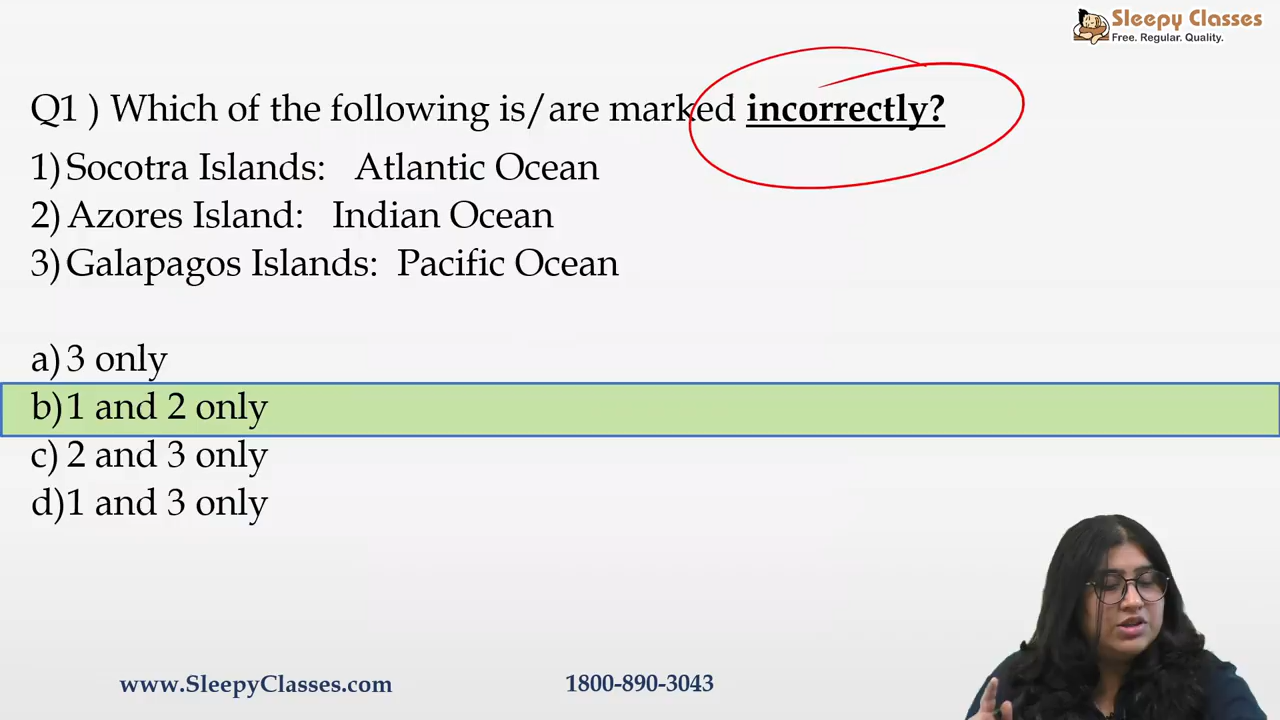 Sleepy Classes
Free. Regular. Quality.
Q1 ) Which of the following is/are marked incorrectly?
1) Socotra Islands: Atlantic Ocean
2) Azores Island: Indian Ocean
3) Galapagos Islands: Pacific Ocean
a) 3 only
b) 1 and 2 only
c) 2 and 3 only
d) 1 and 3 only
www.SleepyClasses.com 1800-890-3043